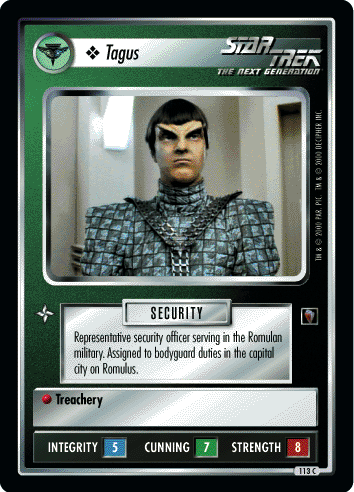 ❖ Tagus
STAR TREK
THE NEXT GENERATION
TM & © 2000 PAR. PIC. TM & © 2000 DECIPHER INC.
SECURITY
Representative security officer serving in the Romulan
military. Assigned to bodyguard duties in the capital
city on Romulus.
Treachery
INTEGRITY 5 CUNNING 7 STRENGTH 8
113 C